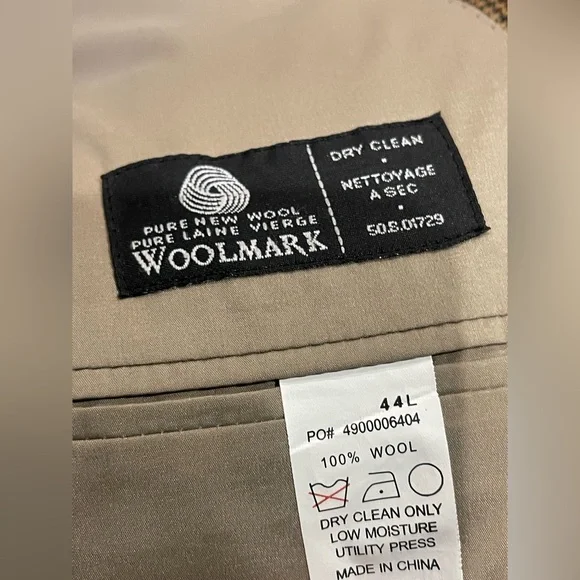 PURE NEW WOOL
PURE LAINE VIERGE
WOOLMARK
DRY CLEAN
•
NETTOYAGE
A SEC
•
50.8.01729
44L
PO# 4900006404
100% WOOL
DRY CLEAN ONLY
LOW MOISTURE
UTILITY PRESS
MADE IN CHINA